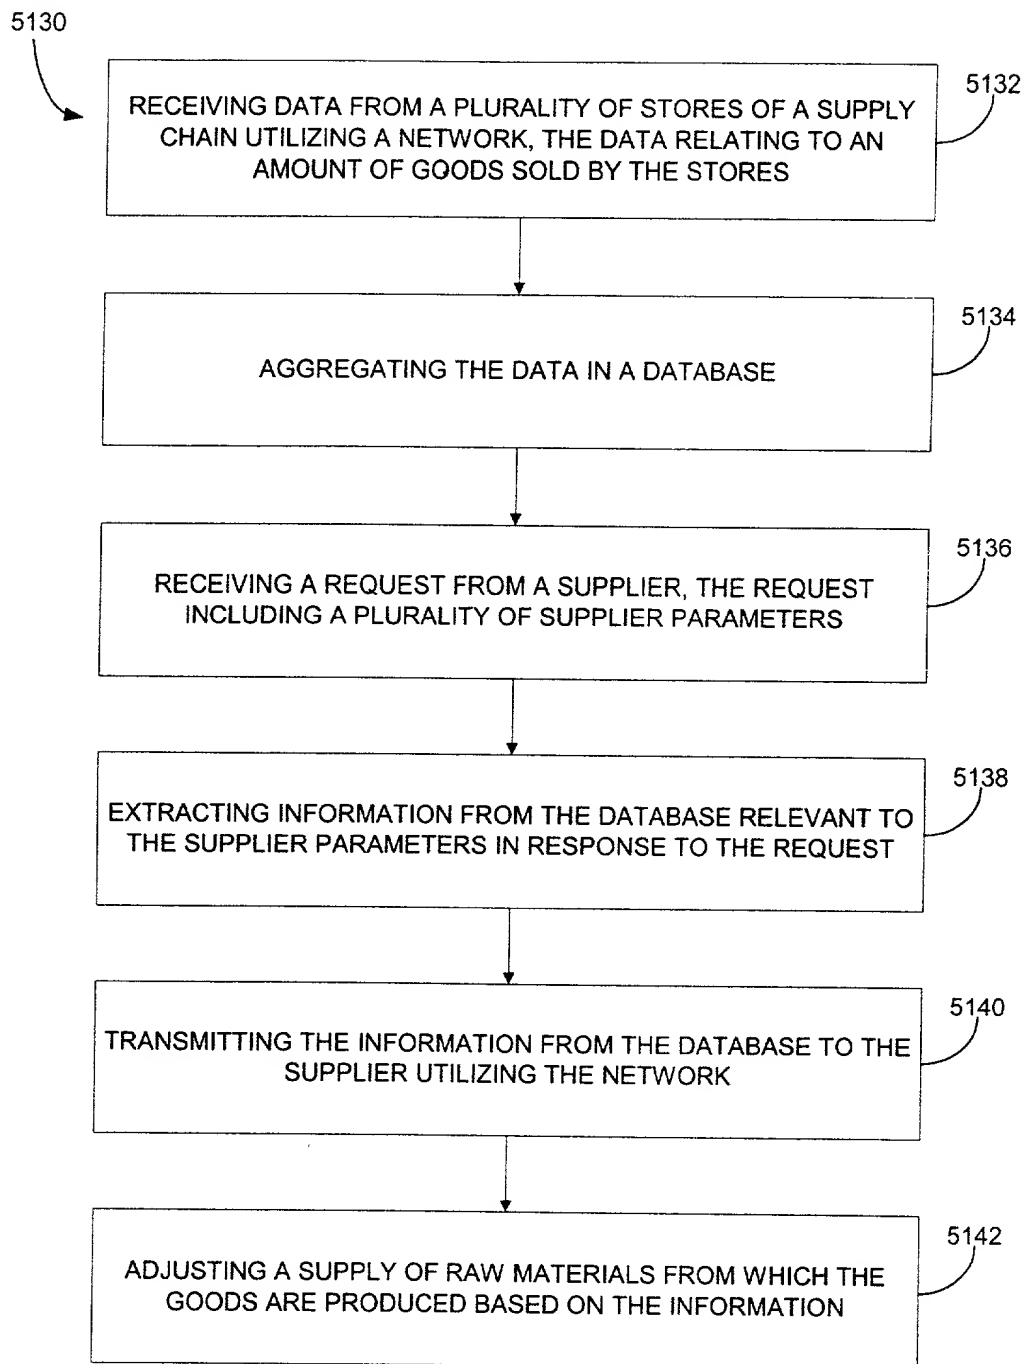 5130
5132
RECEIVING DATA FROM A PLURALITY OF STORES OF A SUPPLY
CHAIN UTILIZING A NETWORK, THE DATA RELATING TO AN
AMOUNT OF GOODS SOLD BY THE STORES
5134
AGGREGATING THE DATA IN A DATABASE
5136
RECEIVING A REQUEST FROM A SUPPLIER, THE REQUEST
INCLUDING A PLURALITY OF SUPPLIER PARAMETERS
5138
EXTRACTING INFORMATION FROM THE DATABASE RELEVANT TO
THE SUPPLIER PARAMETERS IN RESPONSE TO THE REQUEST
5140
TRANSMITTING THE INFORMATION FROM THE DATABASE TO THE
SUPPLIER UTILIZING THE NETWORK
5142
ADJUSTING A SUPPLY OF RAW MATERIALS FROM WHICH THE
GOODS ARE PRODUCED BASED ON THE INFORMATION